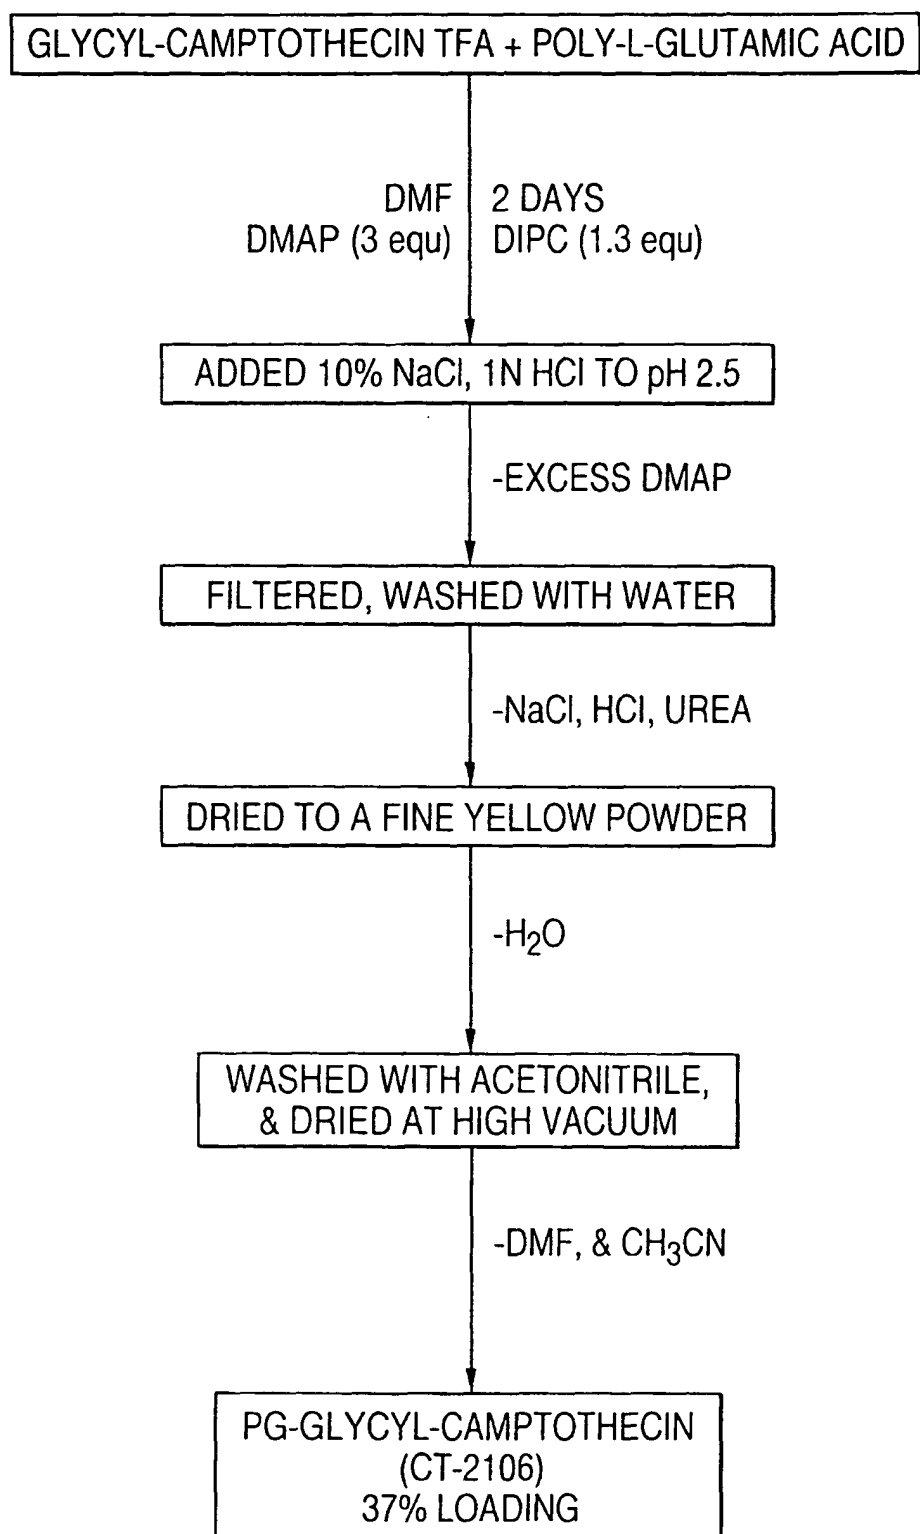 GLYCYL-CAMPTOTHECIN TFA + POLY-L-GLUTAMIC ACID
DMF 2 DAYS
DMAP (3 equ) DIPC (1.3 equ)
ADDED 10% NaCl, 1N HCl TO pH 2.5
-EXCESS DMAP
FILTERED, WASHED WITH WATER
-NaCl, HCl, UREA
DRIED TO A FINE YELLOW POWDER
-H₂O
WASHED WITH ACETONITRILE,
& DRIED AT HIGH VACUUM
-DMF, & CH₃CN
PG-GLYCYL-CAMPTOTHECIN
(CT-2106)
37% LOADING